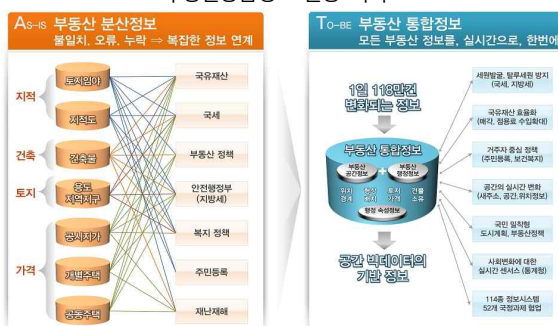 As-Is 부동산 분산정보
불일치, 오류, 누락 ⇒ 복잡한 정보 연계
지적
건축
토지
가격
토지임야
지적도
건축물
용도
지역지구
공시지가
개별주택
공동주택
국유재산
국세
부동산 정책
안전행정부
(지방세)
복지 정책
주민등록
재난재해
To-Be 부동산 통합정보
모든 부동산 정보를, 실시간으로, 한번에
1일 118만건
변화되는 정보
부동산 통합정보
부동산
공간정보
+
부동산
행정정보
위치 형상 토지 건물
경계 배치 가격 소유
행정 속성정보
공간 빅데이터의
기반 정보
세원발굴, 탈루세원 방지
(국세, 지방세)
국유재산 효율화
(매각, 점용료 수입확대)
거주자 중심 정책
(주민등록, 보건복지)
공간의 실시간 변화
(새주소, 공간,위치정보)
국민 밀착형
도시계획, 부동산정책
사회변화에 대한
실시간 센서스 (통계청)
114종 정보시스템
52개 국정과제 협업